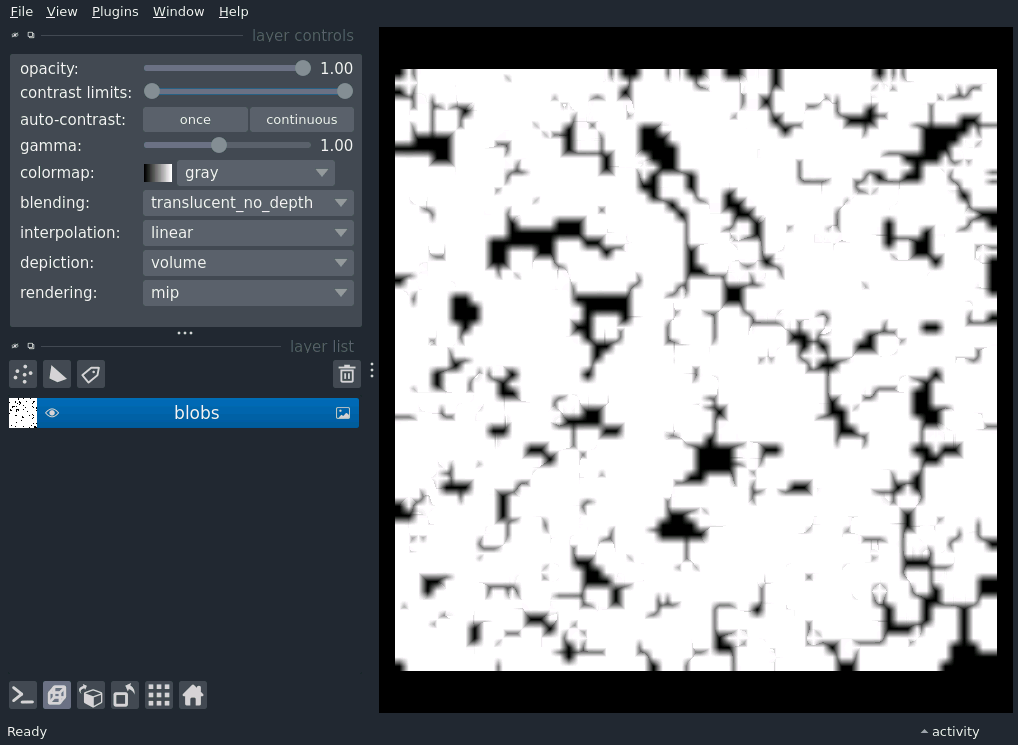 File View Plugins Window Help
layer controls
opacity: 1.00
contrast limits:
auto-contrast: once continuous
gamma: 1.00
colormap: gray
blending: translucent_no_depth
interpolation: linear
depiction: volume
rendering: mip
layer list
blobs
Ready
activity